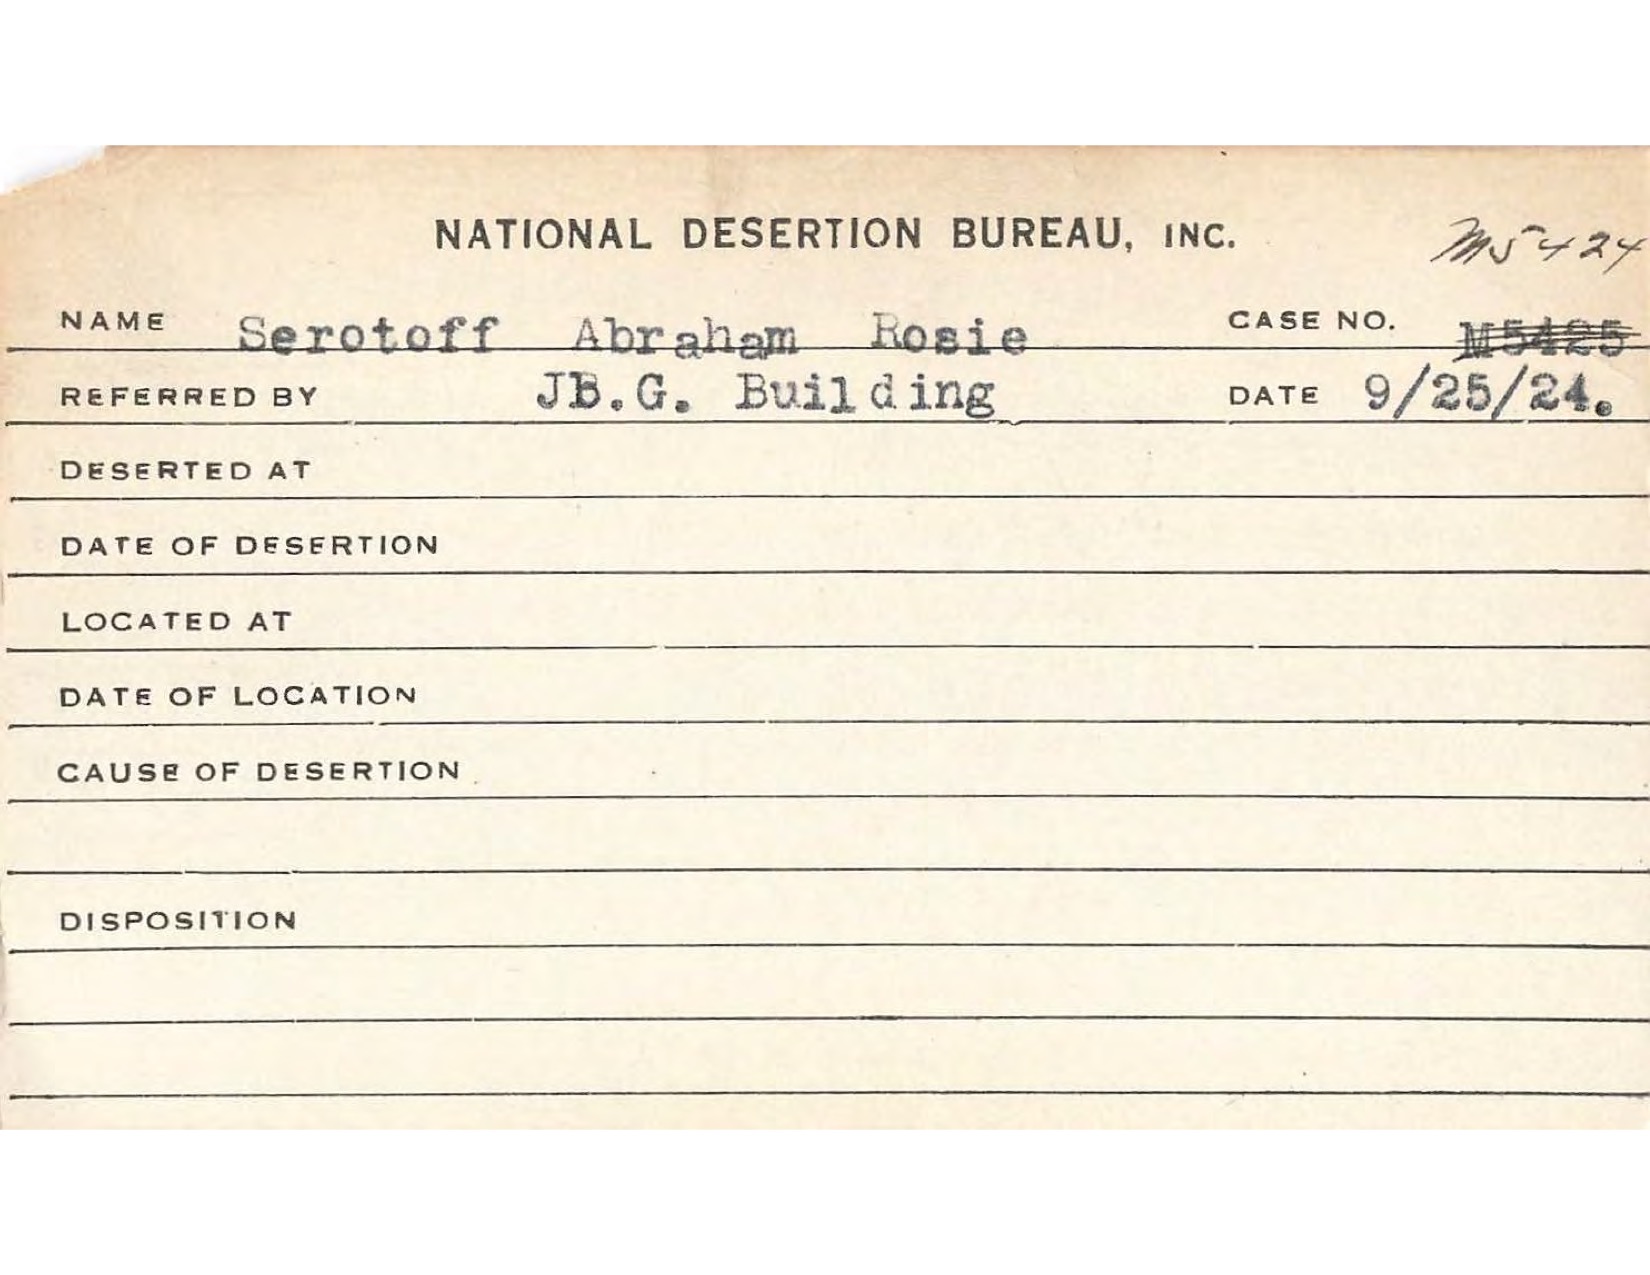 NATIONAL DESERTION BUREAU, INC. M5424
NAME Serotoff Abraham Rosie CASE NO. M5425
REFERRED BY JB.G. Building DATE 9/25/24.
DESERTED AT
DATE OF DESERTION
LOCATED AT
DATE OF LOCATION
CAUSE OF DESERTION
DISPOSITION